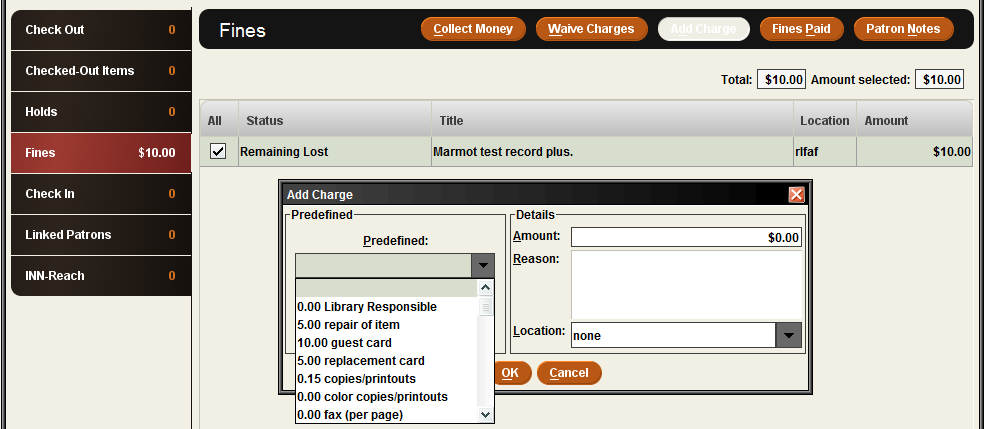 Check Out 0
Checked-Out Items 0
Holds 0
Fines $10.00
Check In 0
Linked Patrons 0
INN-Reach 0
Fines
Collect Money
Waive Charges
Add Charge
Fines Paid
Patron Notes
Total: $10.00 Amount selected: $10.00
All Status Title Location Amount
Remaining Lost Marmot test record plus. rlfaf $10.00
Add Charge
Predefined
Predefined:
0.00 Library Responsible
5.00 repair of item
10.00 guest card
5.00 replacement card
0.15 copies/printouts
0.00 color copies/printouts
0.00 fax (per page)
Details
Amount: $0.00
Reason:
Location: none
OK
Cancel